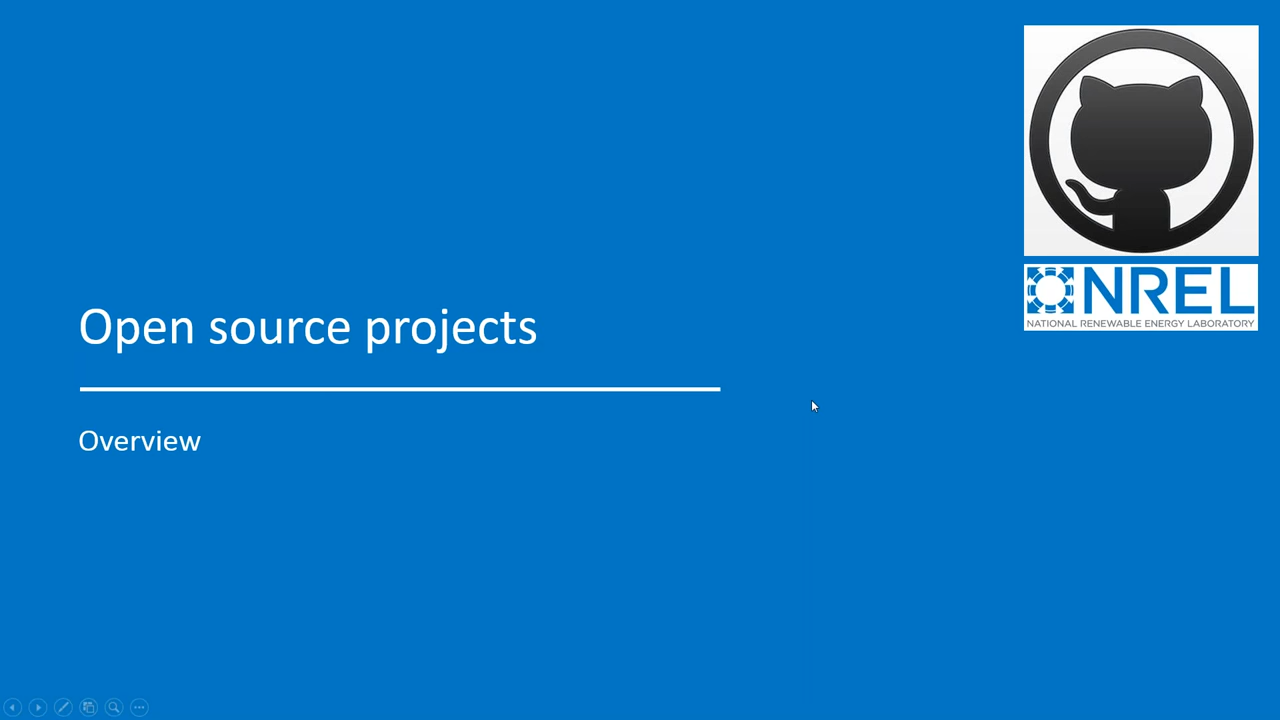 NREL
NATIONAL RENEWABLE ENERGY LABORATORY
Open source projects
Overview